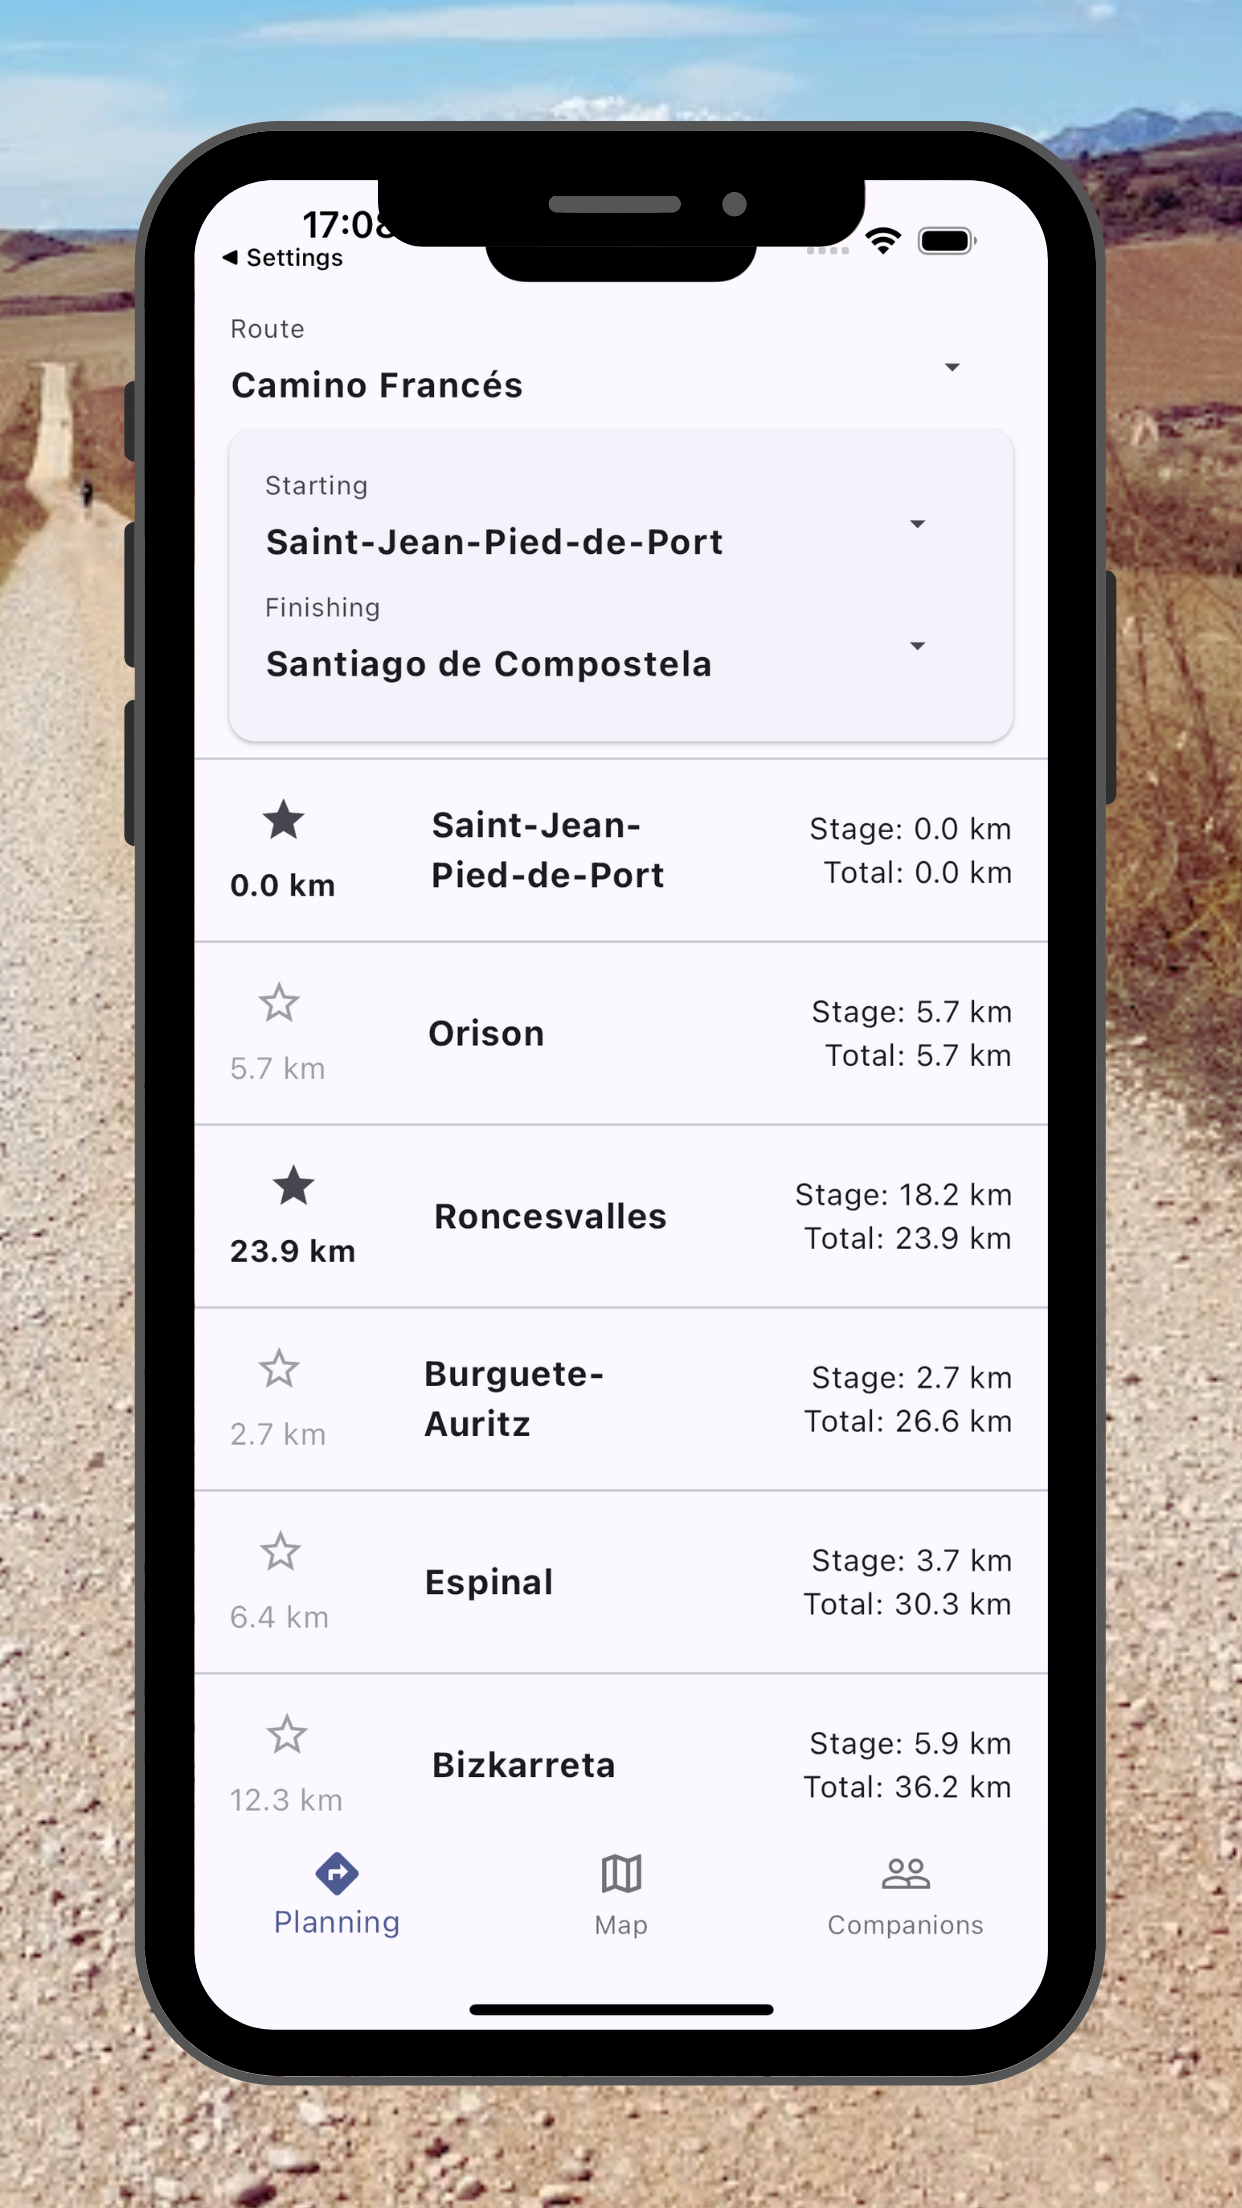 17:08
Settings
Route
Camino Francés
Starting
Saint-Jean-Pied-de-Port
Finishing
Santiago de Compostela
0.0 km
Saint-Jean-
Pied-de-Port
Stage: 0.0 km
Total: 0.0 km
5.7 km
Orison
Stage: 5.7 km
Total: 5.7 km
23.9 km
Roncesvalles
Stage: 18.2 km
Total: 23.9 km
2.7 km
Burguete-
Auritz
Stage: 2.7 km
Total: 26.6 km
6.4 km
Espinal
Stage: 3.7 km
Total: 30.3 km
12.3 km
Bizkarreta
Stage: 5.9 km
Total: 36.2 km
Planning
Map
Companions